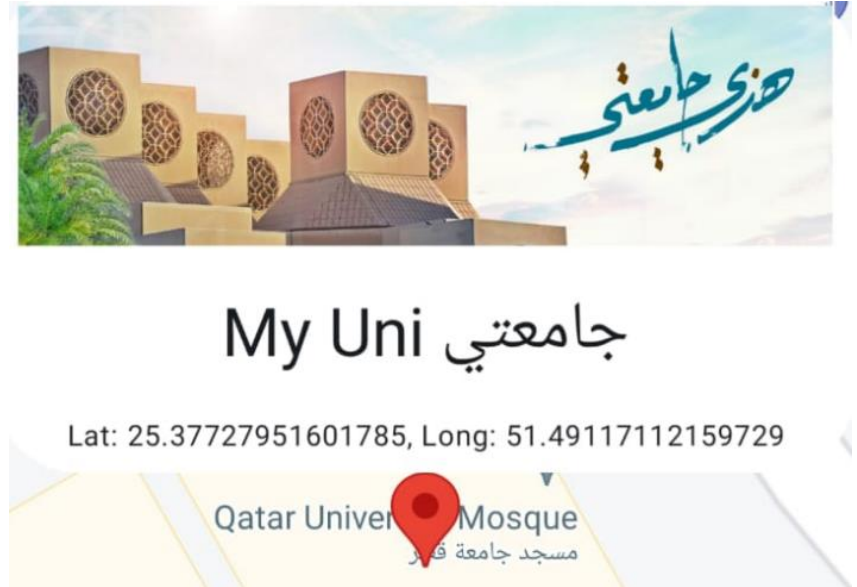 هذي جامعتي
My Uni جامعتي
Lat: 25.37727951601785, Long: 51.49117112159729
Qatar Univer Mosque
مسجد جامعة قطر